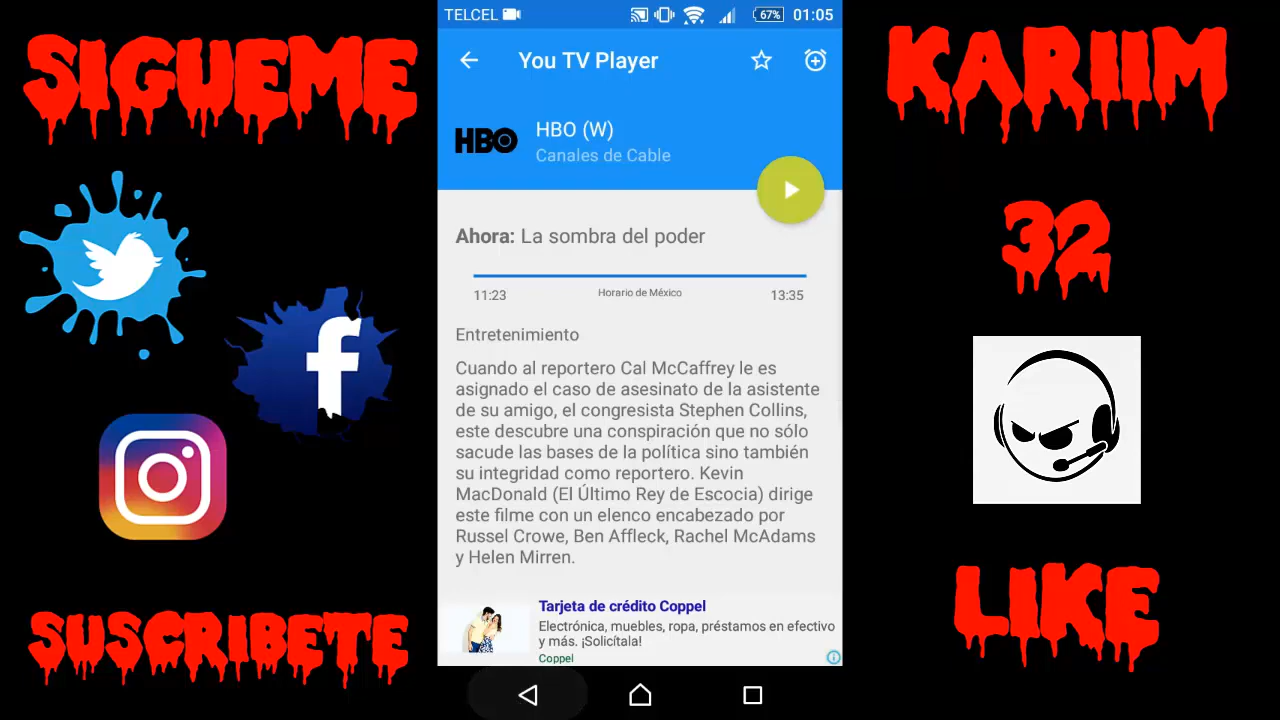 SIGUEME
SUSCRIBETE
TELCEL
67%
01:05
You TV Player
HBO
HBO (W)
Canales de Cable
Ahora: La sombra del poder
11:23
Horario de México
13:35
Entretenimiento
Cuando al reportero Cal McCaffrey le es
asignado el caso de asesinato de la asistente
de su amigo, el congresista Stephen Collins,
este descubre una conspiración que no sólo
sacude las bases de la política sino también
su integridad como reportero. Kevin
MacDonald (El Último Rey de Escocia) dirige
este filme con un elenco encabezado por
Russel Crowe, Ben Affleck, Rachel McAdams
y Helen Mirren.
Tarjeta de crédito Coppel
Electrónica, muebles, ropa, préstamos en efectivo
y más. ¡Solicítala!
Coppel
KARIIM
32
LIKE